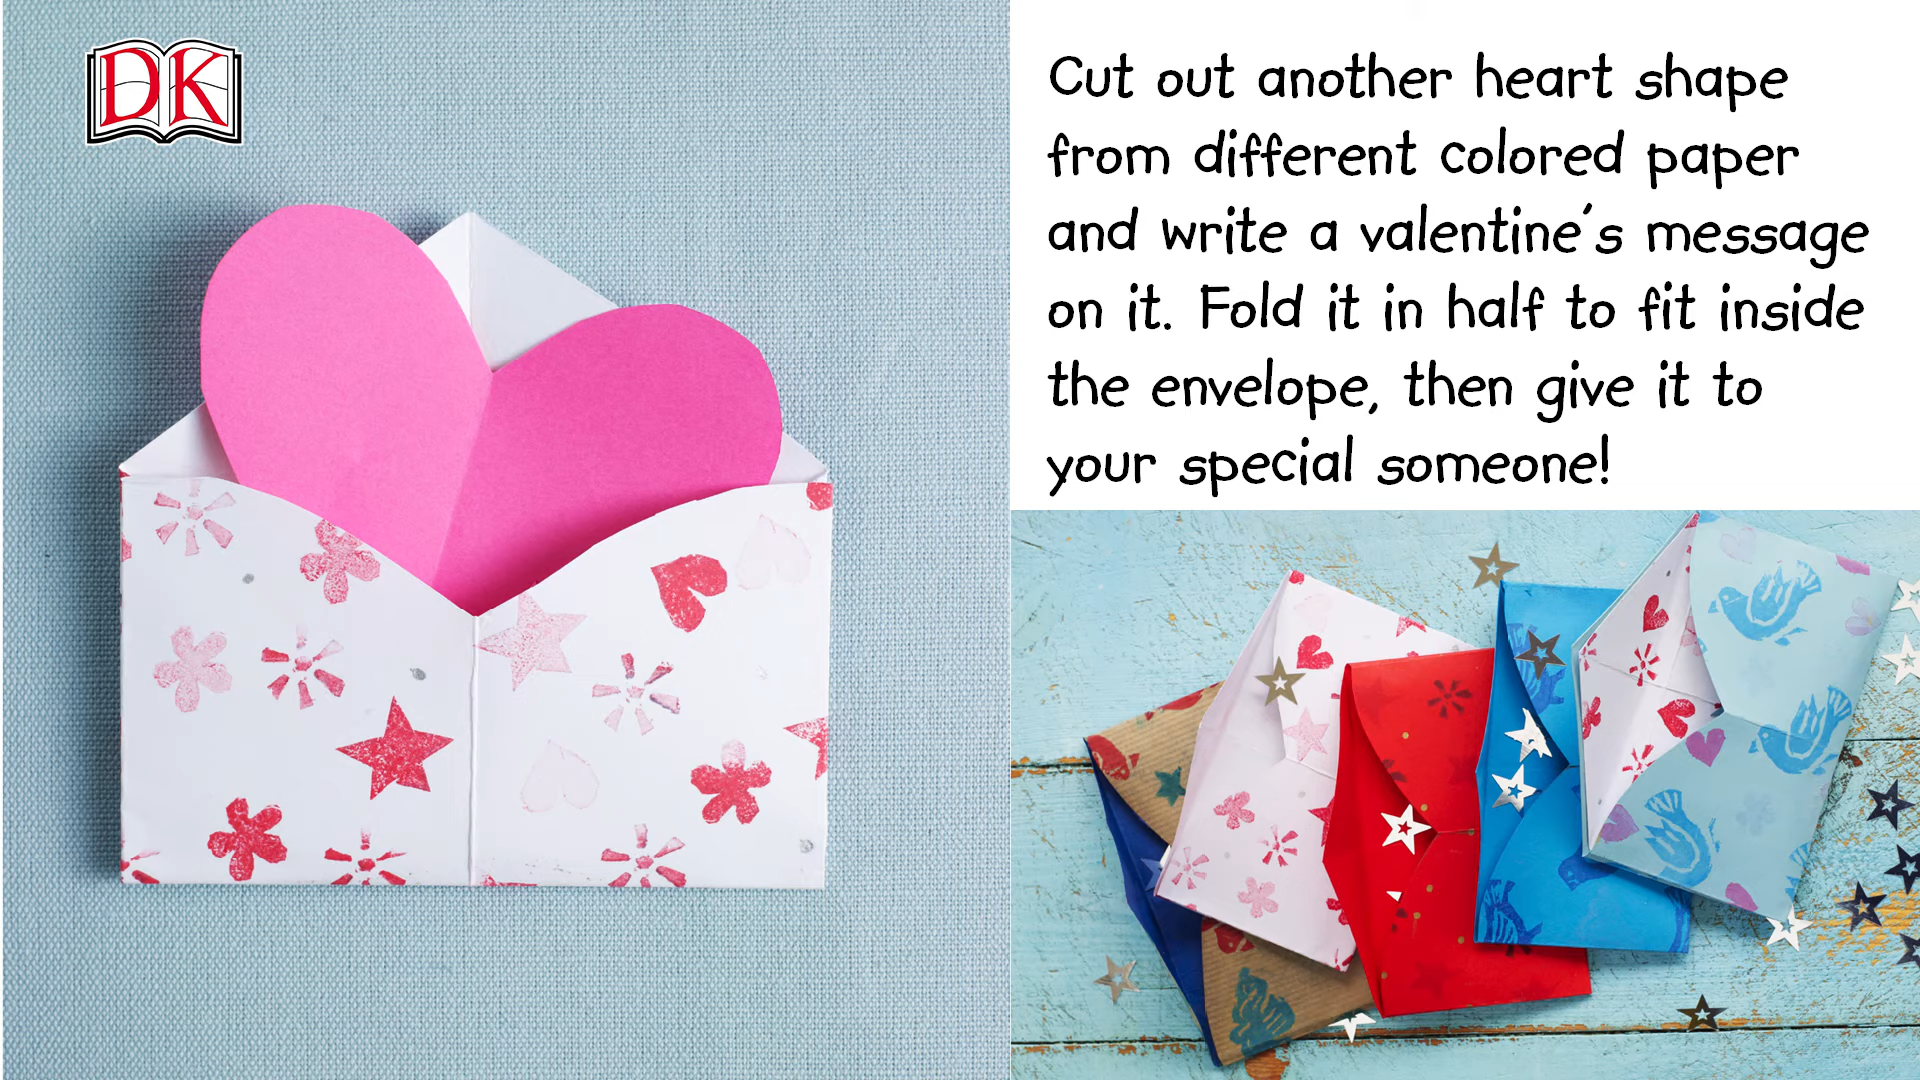 DK
Cut out another heart shape
from different colored paper
and write a valentine's message
on it. Fold it in half to fit inside
the envelope, then give it to
your special someone!